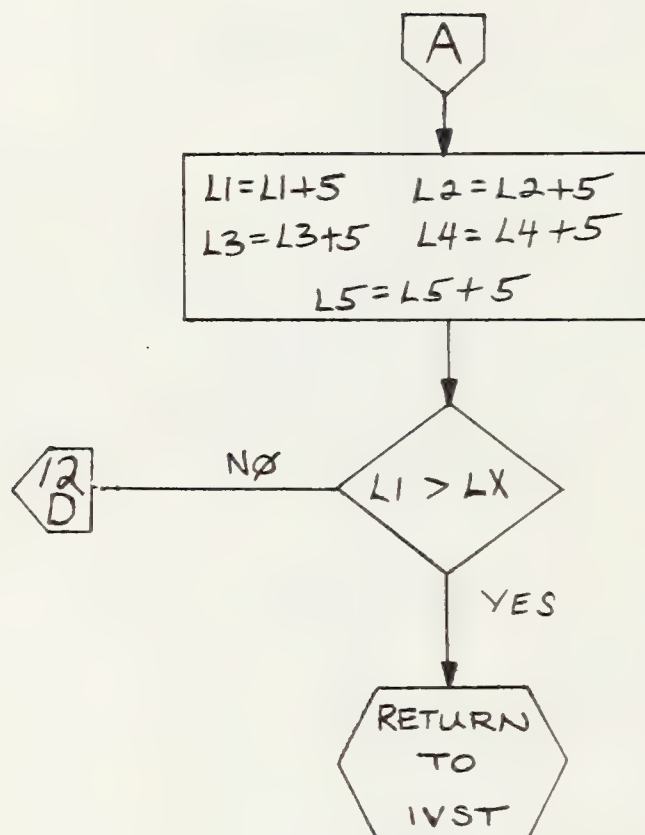 A
L1=L1+5 L2=L2+5
L3=L3+5 L4=L4+5
L5=L5+5
12
D
NØ
L1 > LX
YES
RETURN
TO
IVST